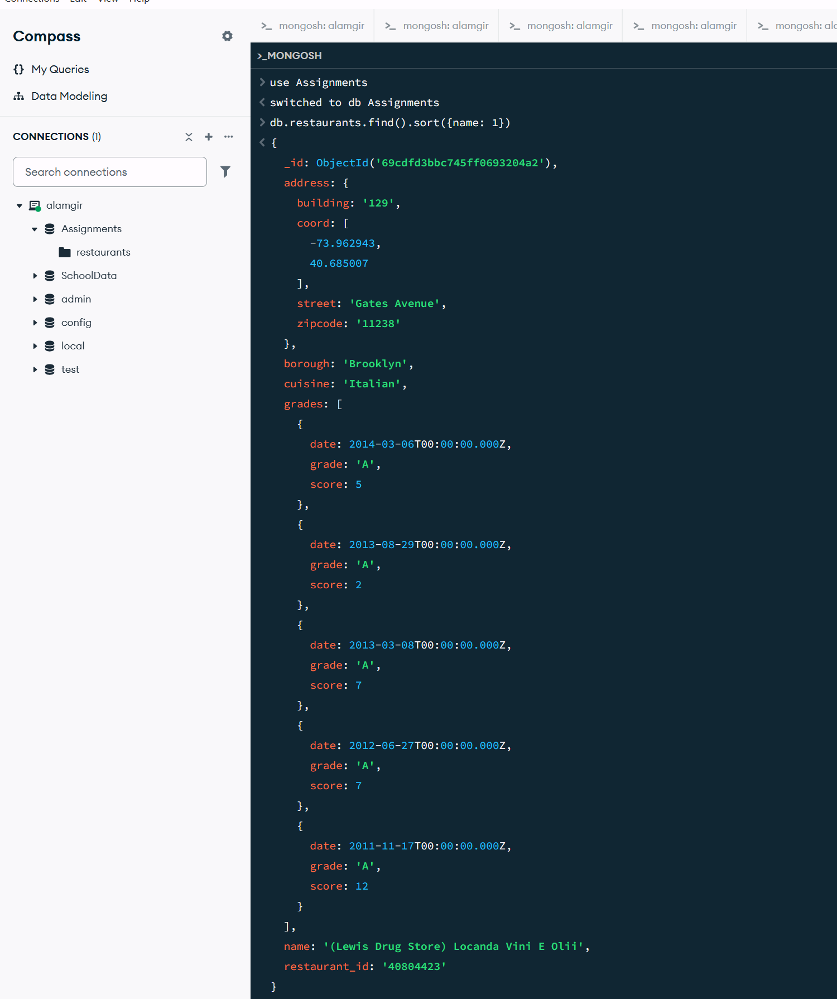 Connections Edit View Help
Compass
My Queries
Data Modeling
CONNECTIONS (1)
Search connections
alamgir
Assignments
restaurants
SchoolData
admin
config
local
test
mongosh: alamgir
mongosh: alamgir
mongosh: alamgir
mongosh: alamgir
mongosh: ala
>_MONGOSH
> use Assignments
< switched to db Assignments
> db.restaurants.find().sort({name: 1})
< {
_id: ObjectId('69cdfd3bbc745ff0693204a2'),
address: {
building: '129',
coord: [
-73.962943,
40.685007
],
street: 'Gates Avenue',
zipcode: '11238'
},
borough: 'Brooklyn',
cuisine: 'Italian',
grades: [
{
date: 2014-03-06T00:00:00.000Z,
grade: 'A',
score: 5
},
{
date: 2013-08-29T00:00:00.000Z,
grade: 'A',
score: 2
},
{
date: 2013-03-08T00:00:00.000Z,
grade: 'A',
score: 7
},
{
date: 2012-06-27T00:00:00.000Z,
grade: 'A',
score: 7
},
{
date: 2011-11-17T00:00:00.000Z,
grade: 'A',
score: 12
}
],
name: '(Lewis Drug Store) Locanda Vini E Olii',
restaurant_id: '40804423'
}